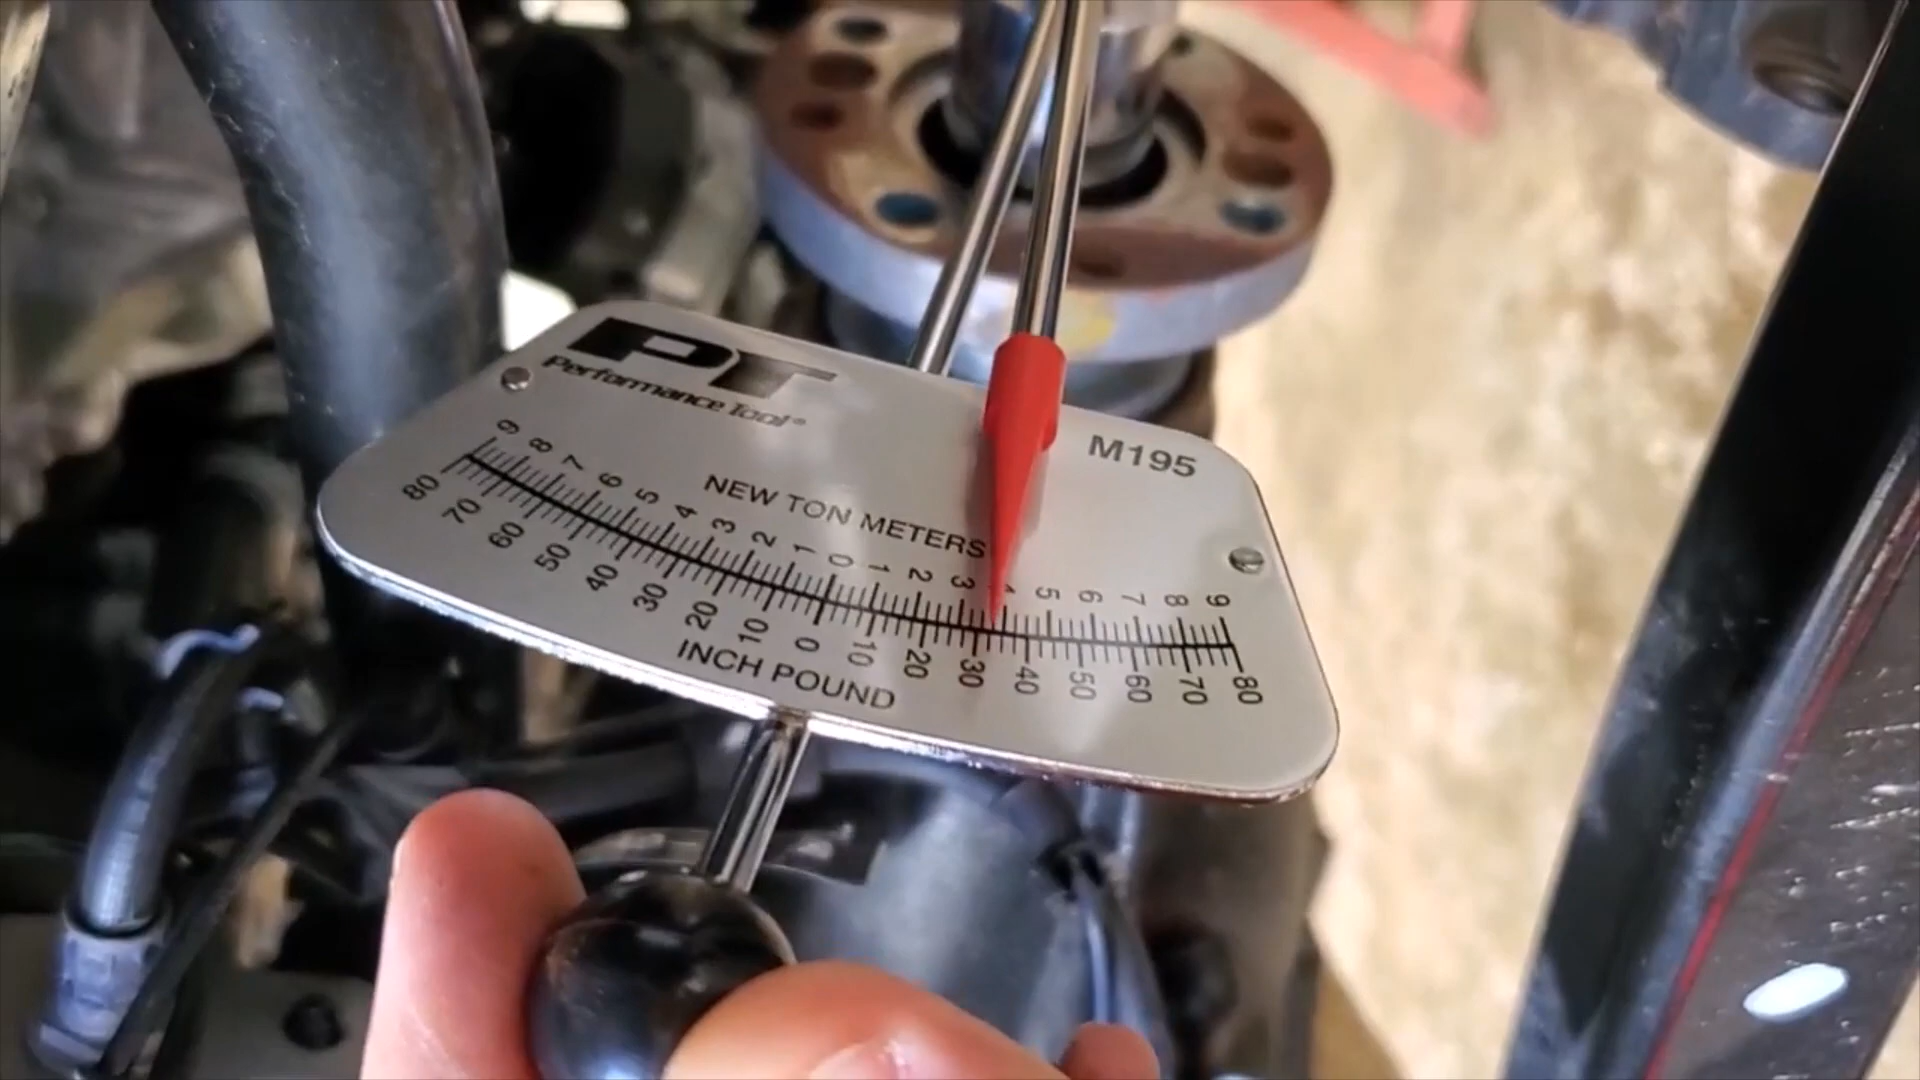 PT
Performance Tool®
M195
NEW TON METERS
9 8 7 6 5 4 3 2 1 0 1 2 3 4 5 6 7 8 9
80 70 60 50 40 30 20 10 0 10 20 30 40 50 60 70 80
INCH POUND